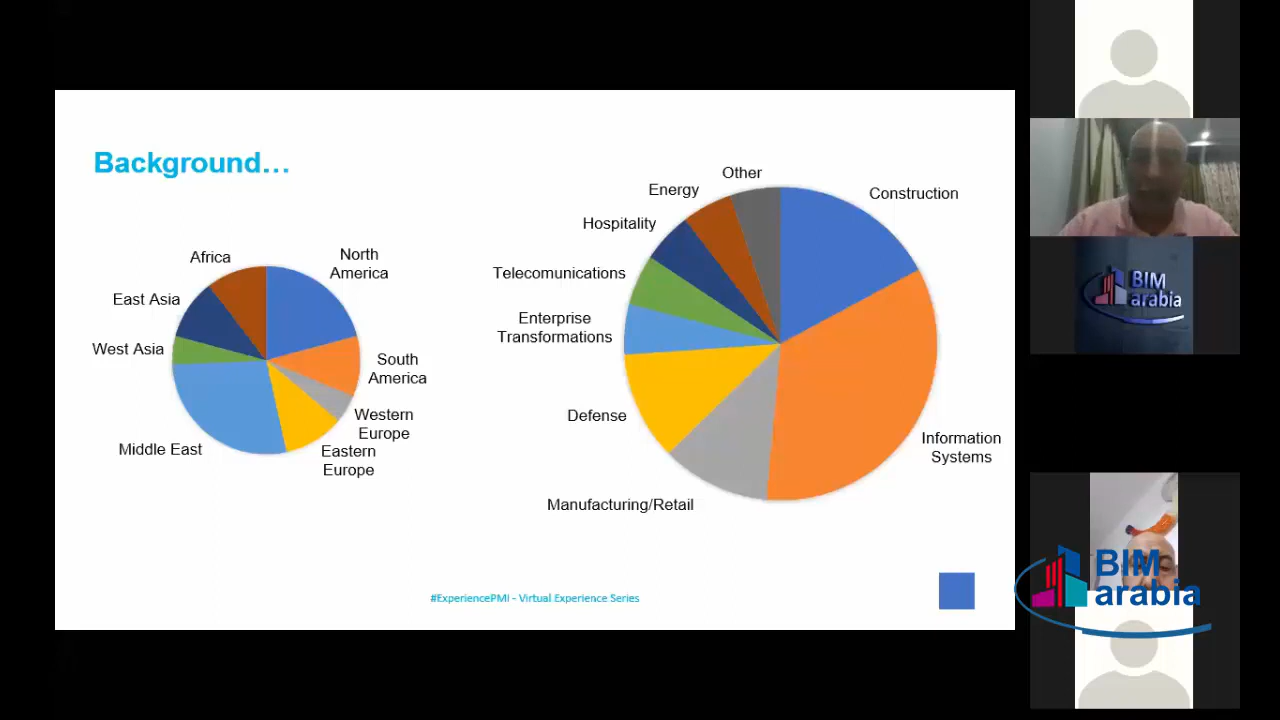 Background...
Africa
North
America
East Asia
West Asia
South
America
Western
Europe
Middle East
Eastern
Europe
Other
Energy
Construction
Hospitality
Telecomunications
Enterprise
Transformations
Defense
Information
Systems
Manufacturing/Retail
#ExperiencePMI - Virtual Experience Series
BIM
arabia
BIM
arabia